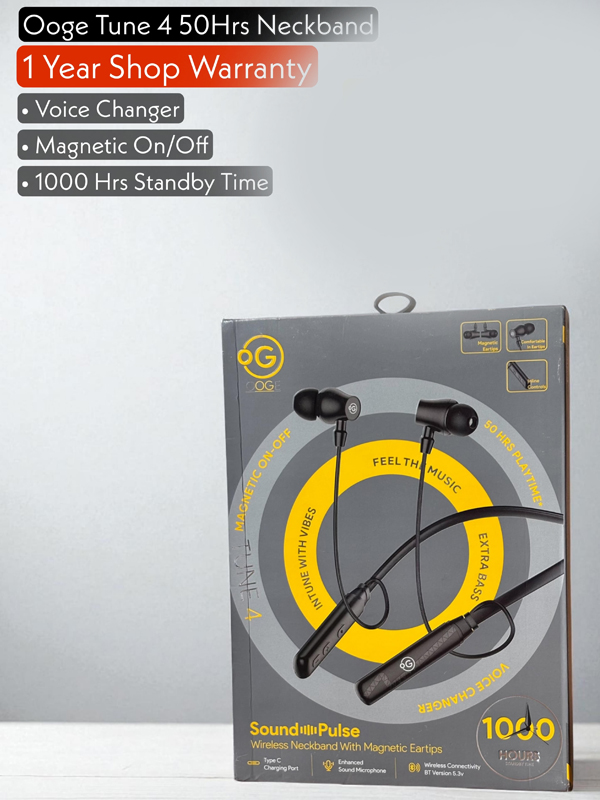 Ooge Tune 4 50Hrs Neckband
1 Year Shop Warranty
• Voice Changer
• Magnetic On/Off
• 1000 Hrs Standby Time
OG
OOGE
Magnetic
Eartips
Comfortable
In Eartips
Inline
Controls
MAGNETIC ON-OFF
50 HRS PLAYTIME*
FEEL THE MUSIC
INTUNE WITH VIBES
EXTRA BASS
TUNE 4
VOICE CHANGER
Sound Pulse
Wireless Neckband With Magnetic Eartips
1000
HOURS
Type C
Charging Port
Enhanced
Sound Microphone
Wireless Connectivity
BT Version 5.3v